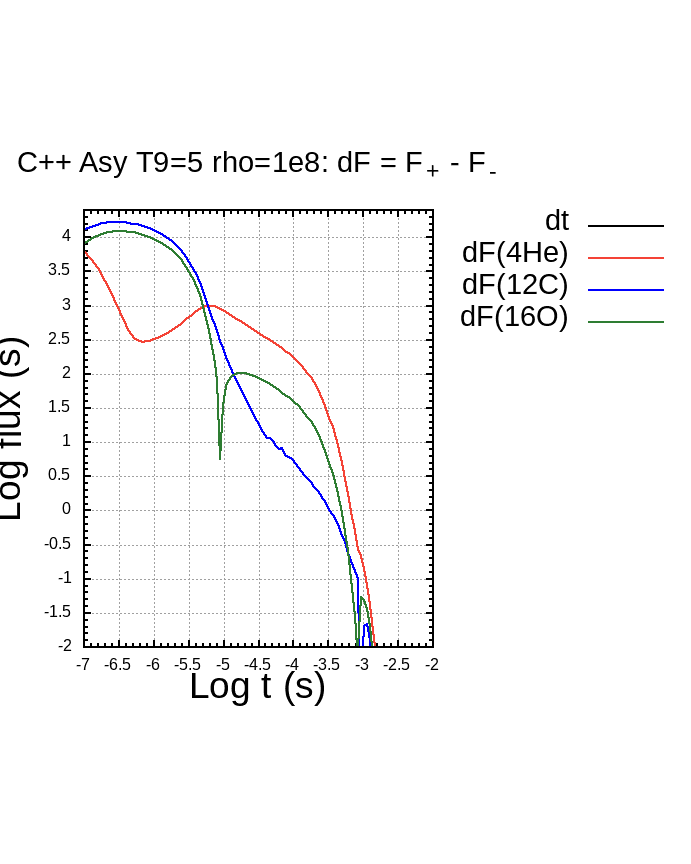 C++ Asy T9=5 rho=1e8: dF = F+ - F-
dt
dF(4He)
dF(12C)
dF(16O)
Log flux (s)
4
3.5
3
2.5
2
1.5
1
0.5
0
-0.5
-1
-1.5
-2
-7 -6.5 -6 -5.5 -5 -4.5 -4 -3.5 -3 -2.5 -2
Log t (s)